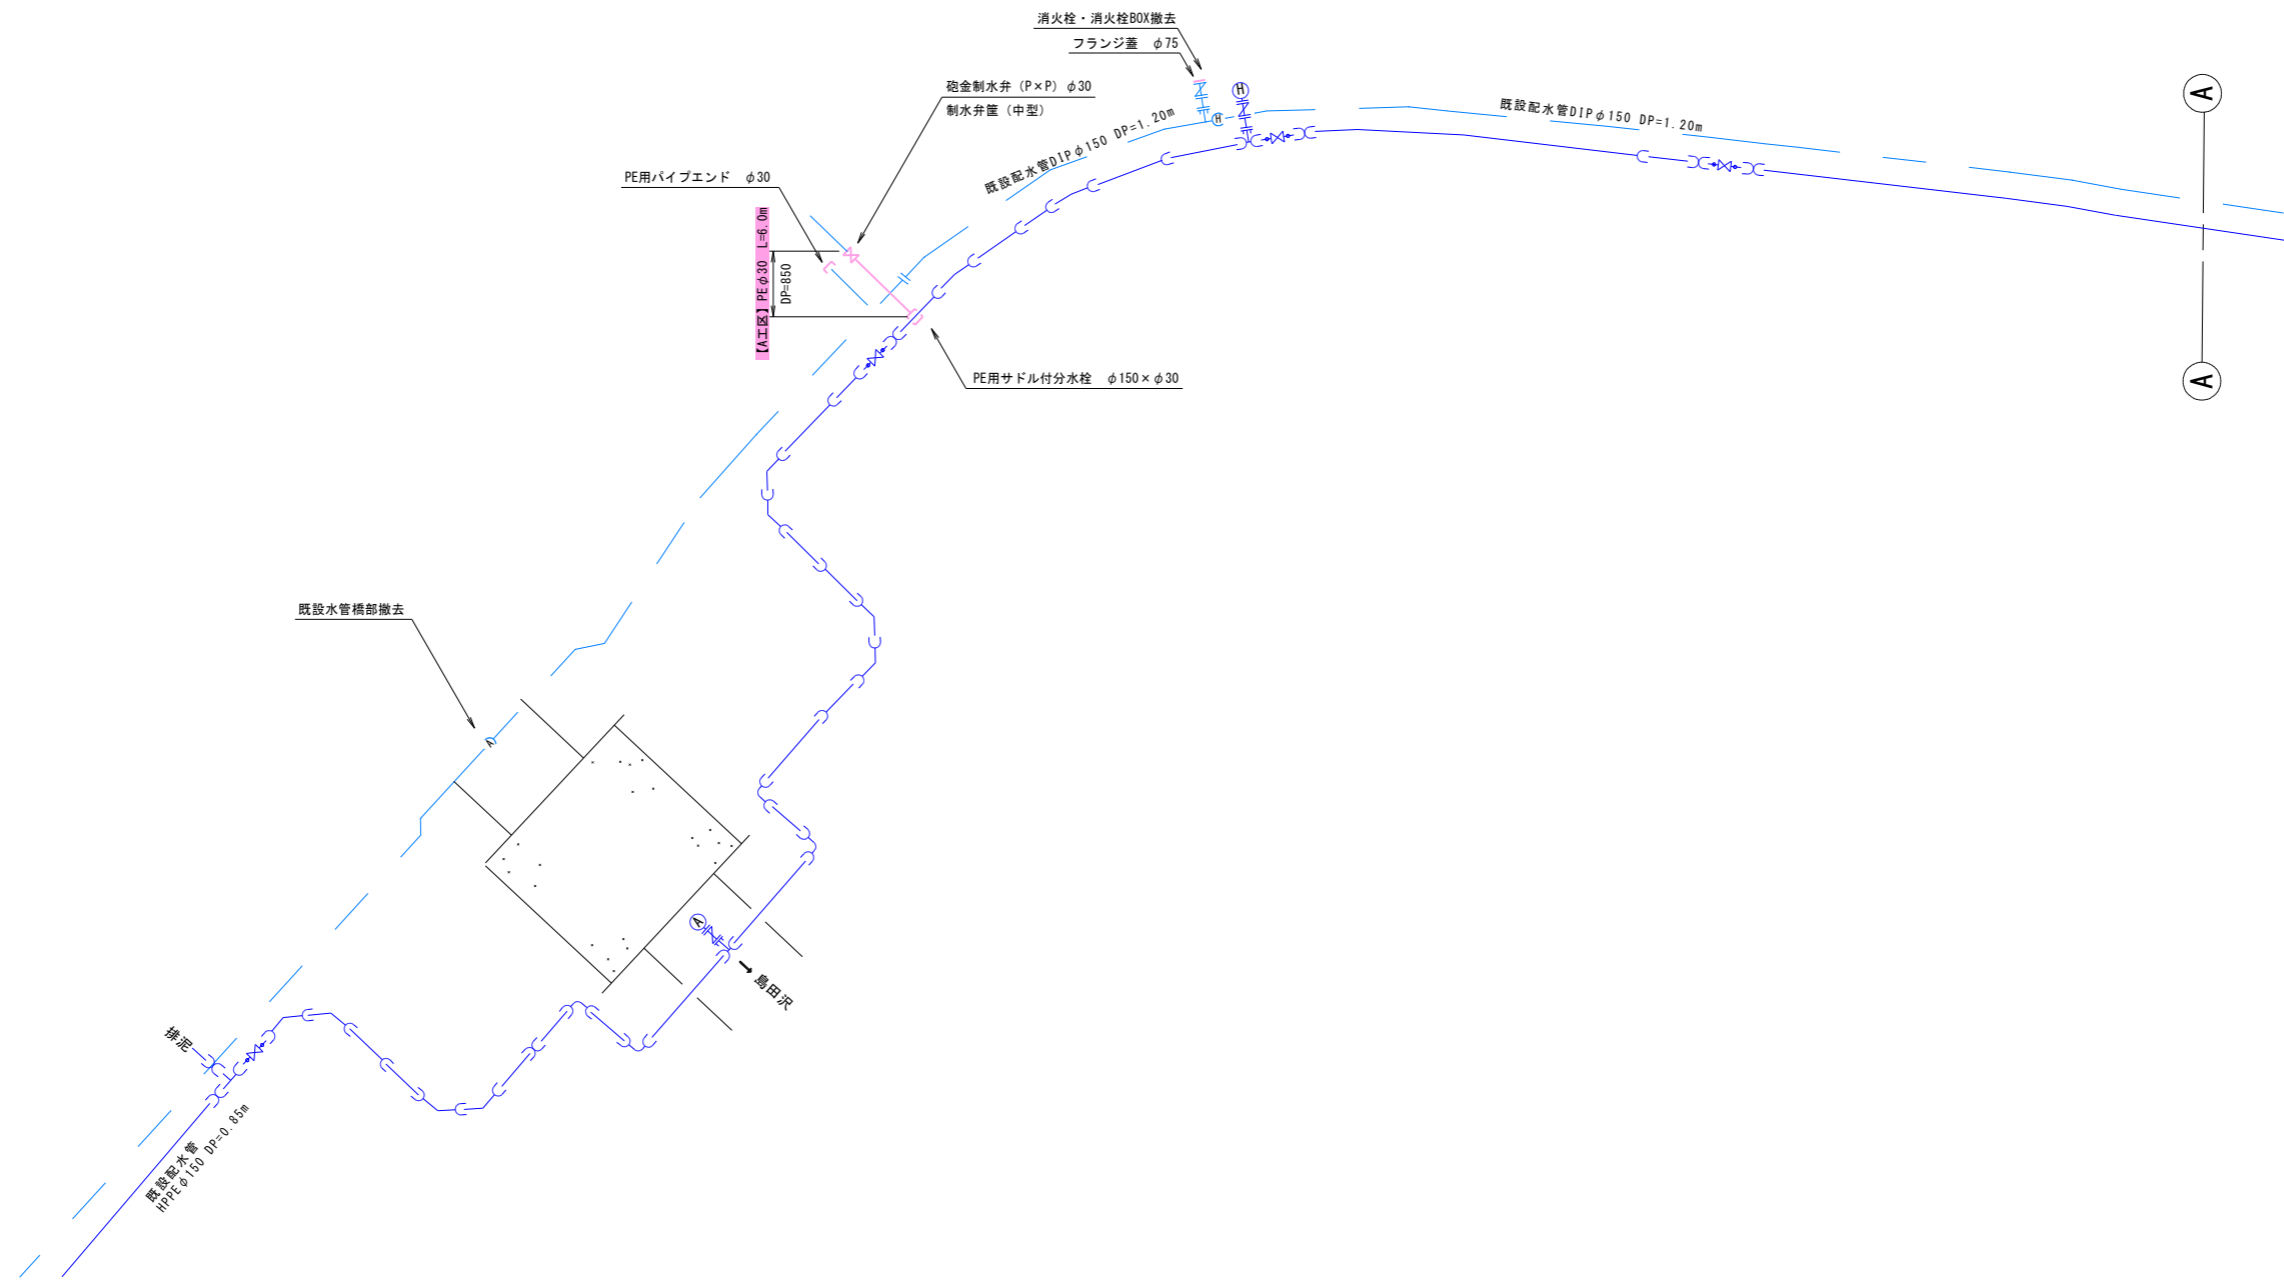 消火栓・消火栓BOX撤去
フランジ蓋 φ75
砲金制水弁 (P×P) φ30
制水弁筐 (中型)
H
H
A
既設配水管DIPφ150 DP=1.20m
既設配水管DIPφ150 DP=1.20m
PE用パイプエンド φ30
【A工区】PEφ30 L=6.0m
DP=850
PE用サドル付分水栓 φ150×φ30
A
既設水管橋部撤去
A
A
島田沢
排泥
既設配水管
HPPEφ150 DP=0.85m